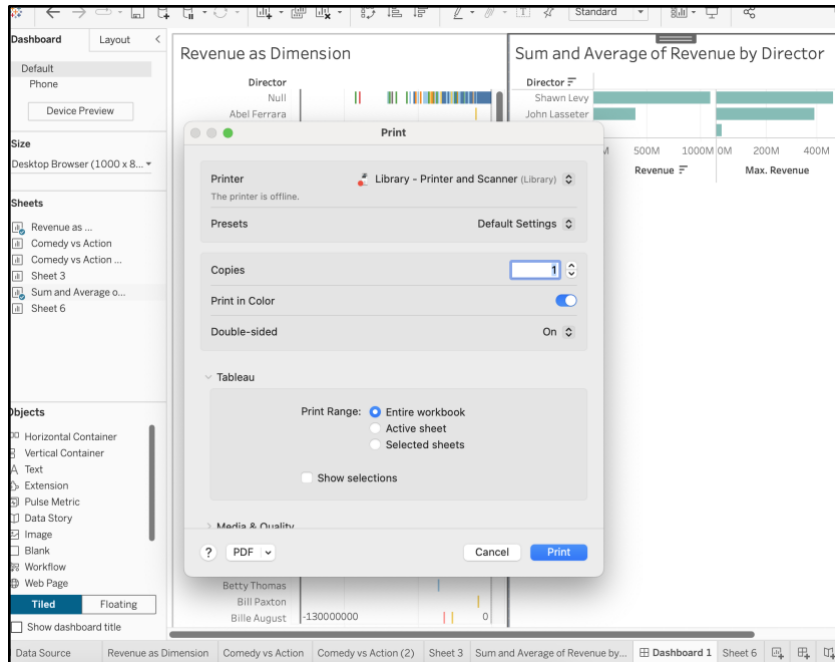 Standard
Dashboard
Layout
Default
Phone
Device Preview
Size
Desktop Browser (1000 x 8...
Sheets
Revenue as ...
Comedy vs Action
Comedy vs Action ...
Sheet 3
Sum and Average o...
Sheet 6
Objects
Horizontal Container
Vertical Container
Text
Extension
Pulse Metric
Data Story
Image
Blank
Workflow
Web Page
Tiled
Floating
Show dashboard title
Revenue as Dimension
Director
Null
Abel Ferrara
Betty Thomas
Bill Paxton
Bille August
-130000000
0
Sum and Average of Revenue by Director
Director
Shawn Levy
John Lasseter
500M
1000M
0M
200M
400M
Revenue
Max. Revenue
Print
Printer
Library - Printer and Scanner (Library)
The printer is offline.
Presets
Default Settings
Copies
1
Print in Color
Double-sided
On
Tableau
Print Range:
Entire workbook
Active sheet
Selected sheets
Show selections
Media & Quality
?
PDF
Cancel
Print
Data Source
Revenue as Dimension
Comedy vs Action
Comedy vs Action (2)
Sheet 3
Sum and Average of Revenue by...
Dashboard 1
Sheet 6